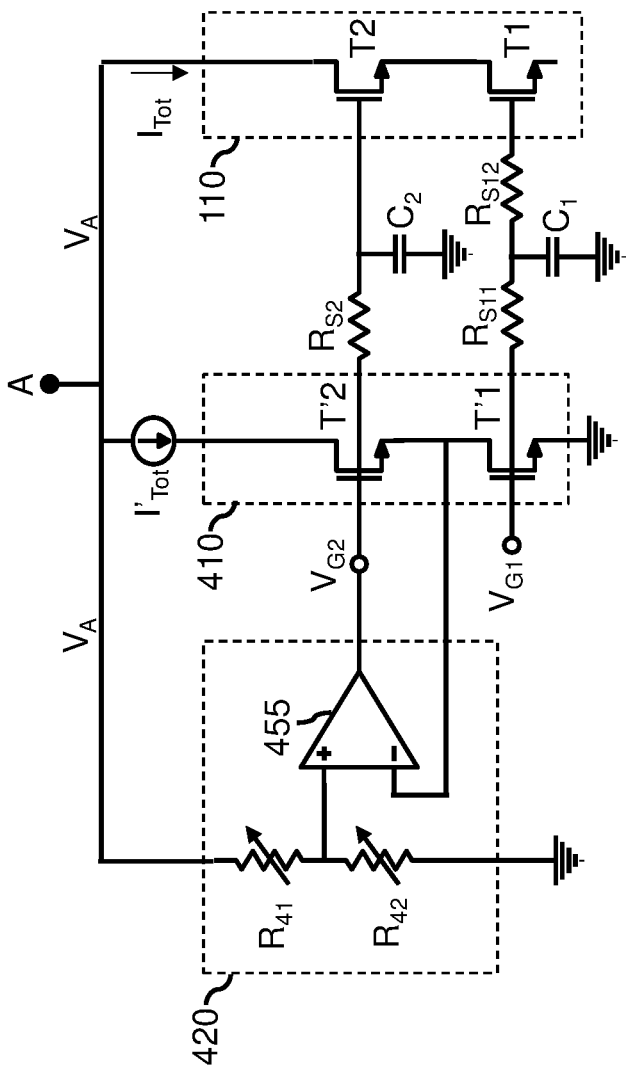 A
V_A
V_A
I'_Tot
I_Tot
110
410
T2
T'2
T1
T'1
R_S2
C_2
R_S12
R_S11
C_1
V_G2
V_G1
455
+
-
R_41
R_42
420